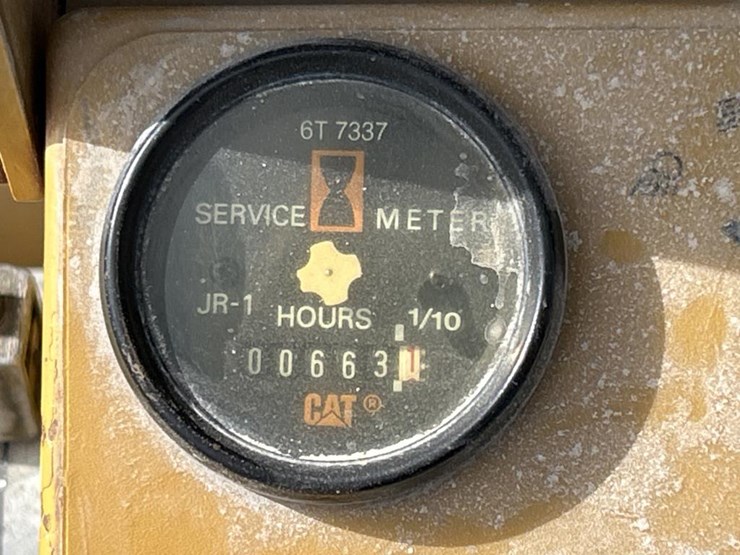 6T 7337
SERVICE METER
JR-1 HOURS 1/10
00663
CAT®